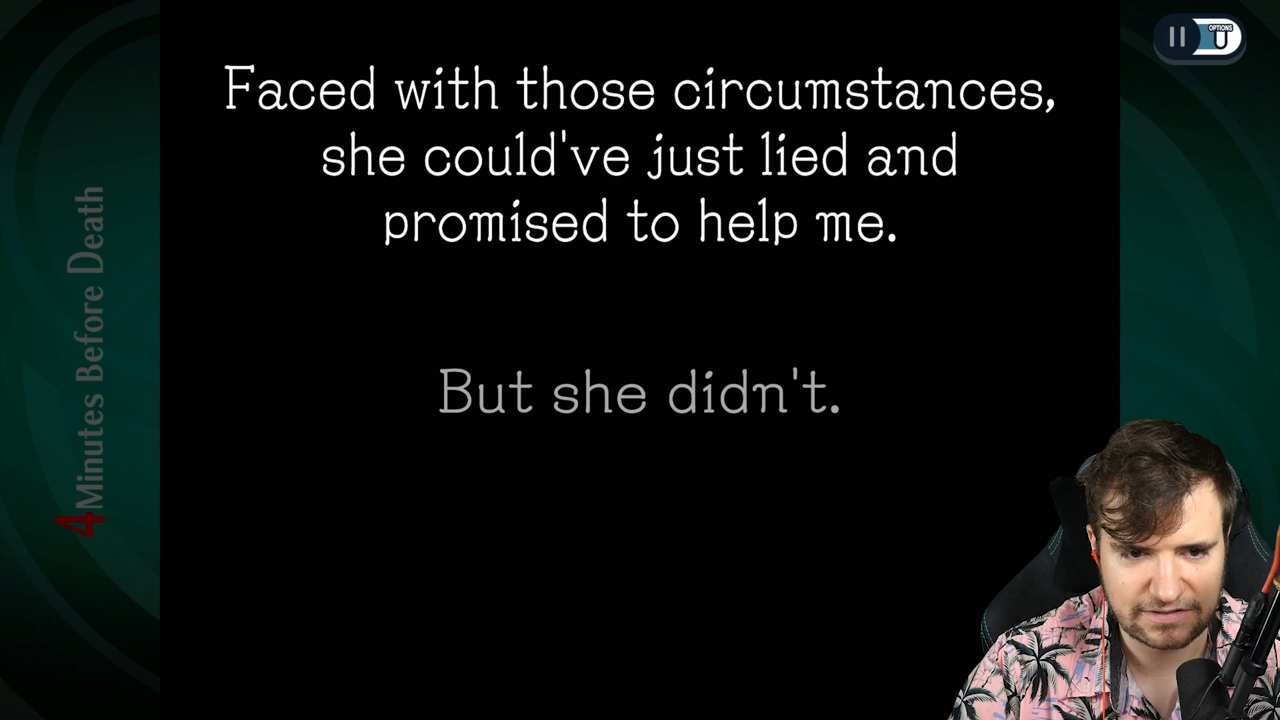 Faced with those circumstances,
she could've just lied and
promised to help me.
But she didn't.
4 Minutes Before Death
OPTIONS